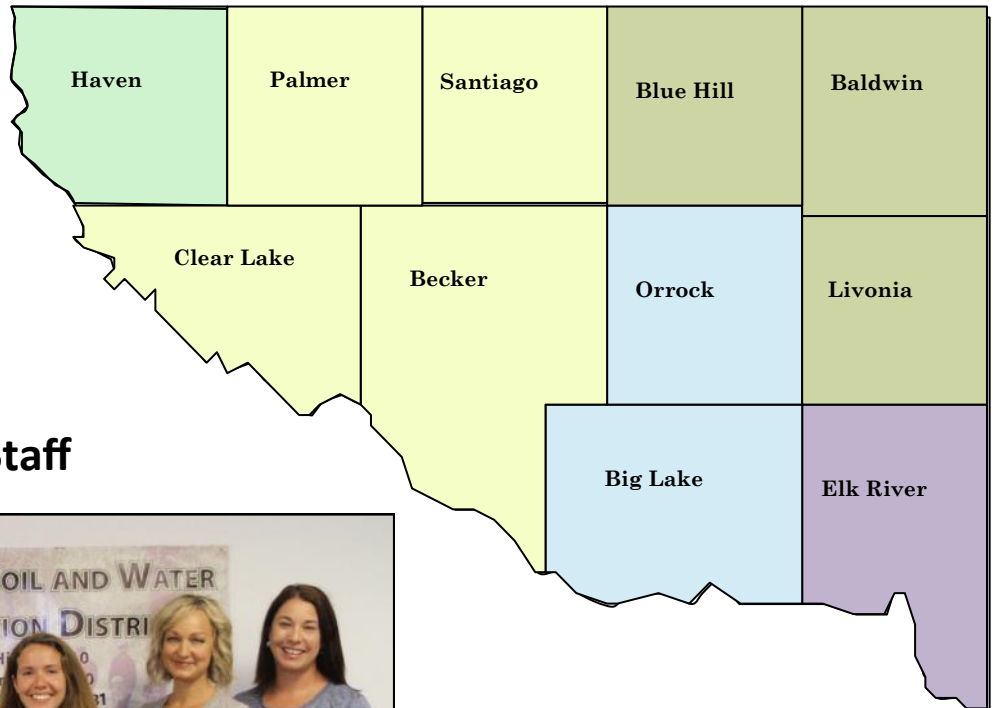 Haven
Palmer
Santiago
Blue Hill
Baldwin
Clear Lake
Becker
Orrock
Livonia
Big Lake
Elk River
taff
OIL AND WATER
ION DISTRI